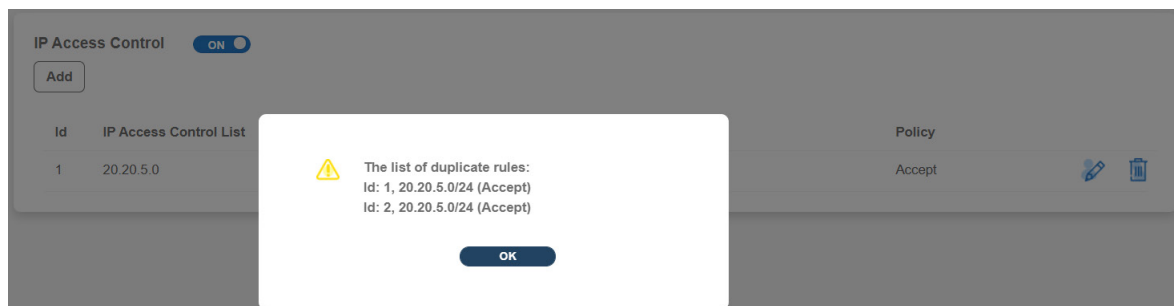 IP Access Control ON
Add
Id IP Access Control List Policy
1 20.20.5.0 Accept
The list of duplicate rules:
Id: 1, 20.20.5.0/24 (Accept)
Id: 2, 20.20.5.0/24 (Accept)
OK